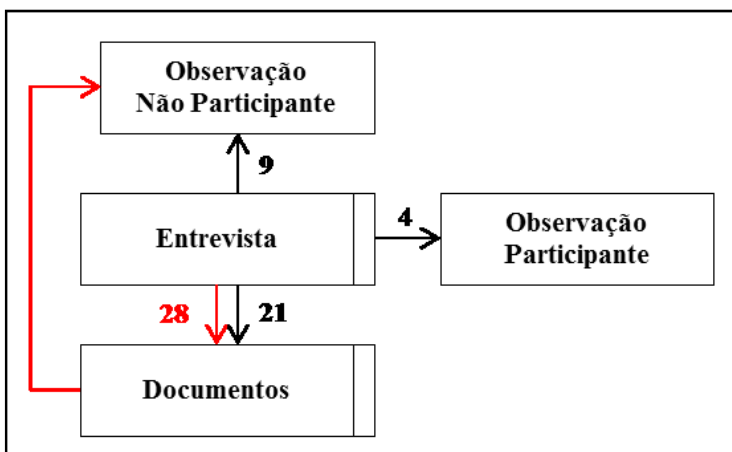 Observação
Não Participante
9
Entrevista
4
Observação
Participante
28
21
Documentos